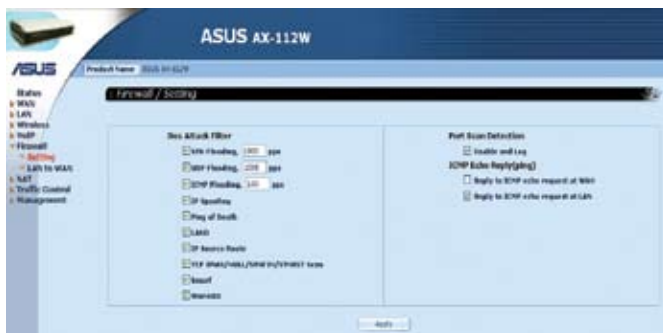 ASUS AX-112W
ASUS
Product Name
Status
WAN
LAN
Wireless
VoIP
Firewall
Setting
LAN to WAN
NAT
Traffic Control
Management
Firewall / Setting
Dos Attack Filter
SYN Flooding, pps
UDP Flooding, pps
ICMP Flooding, pps
IP Spoofing
Ping of Death
LAND
IP Source Route
Smurf
Port Scan Detection
Enable and Log
ICMP Echo Reply(ping)
Reply to ICMP echo request at WAN
Reply to ICMP echo request at LAN
Apply